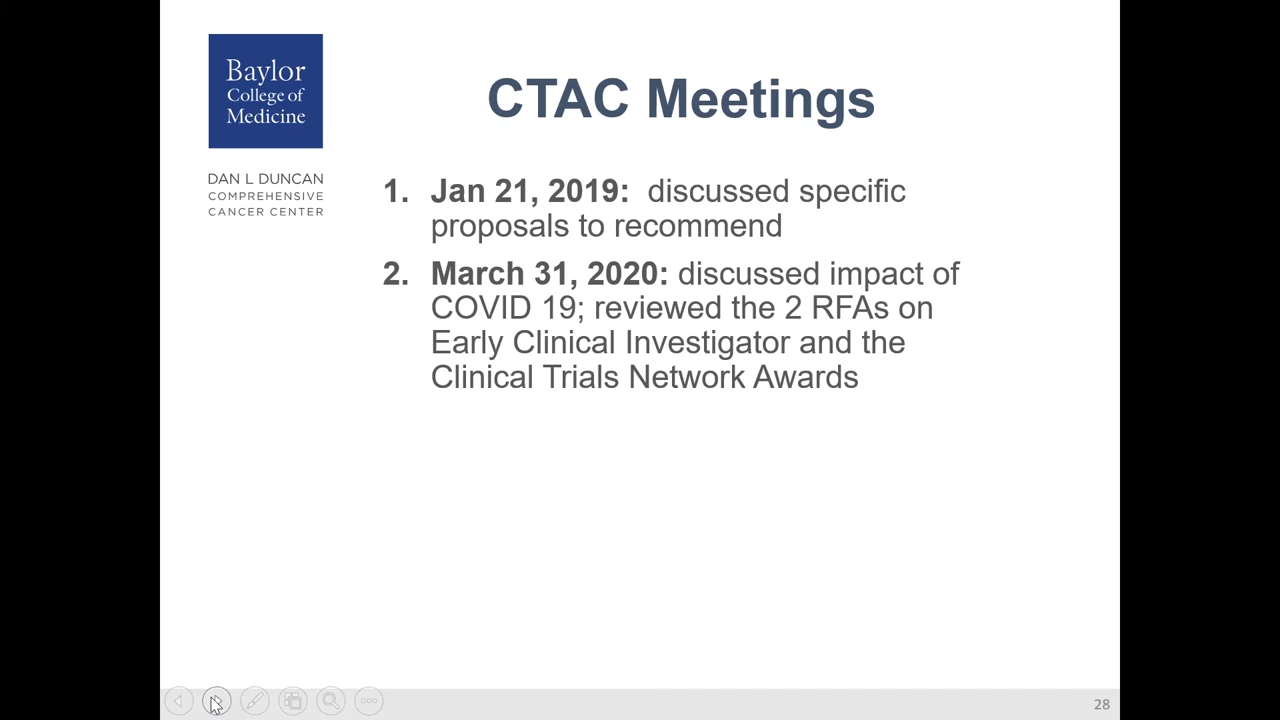 Baylor
College of
Medicine
DAN L DUNCAN
COMPREHENSIVE
CANCER CENTER
CTAC Meetings
1. Jan 21, 2019:  discussed specific
proposals to recommend
2. March 31, 2020: discussed impact of
COVID 19; reviewed the 2 RFAs on
Early Clinical Investigator and the
Clinical Trials Network Awards
28